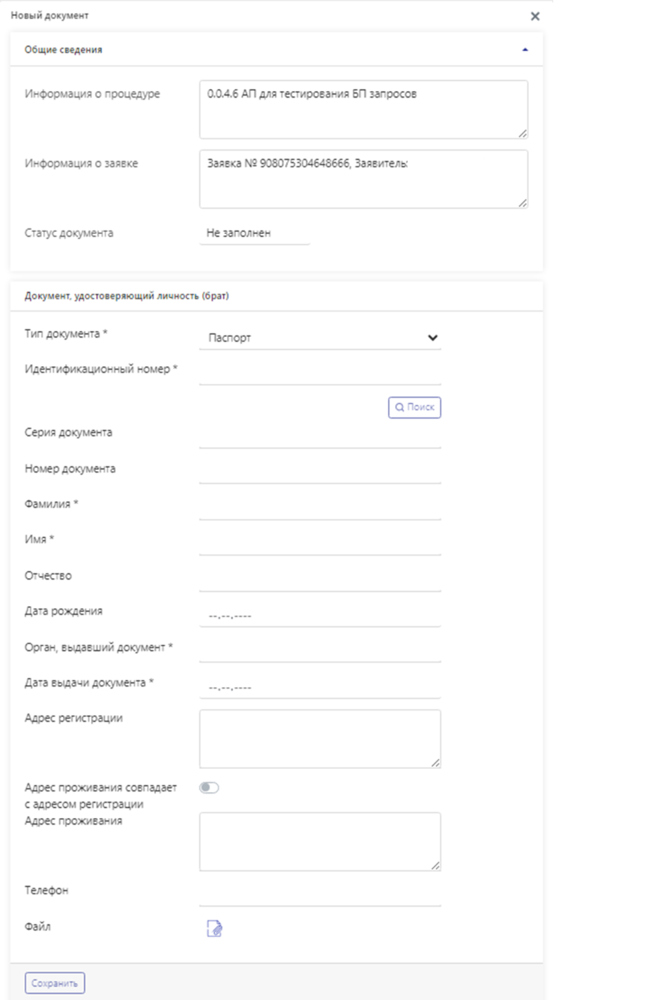 Новый документ
Общие сведения
Информация о процедуре
0.0.4.6 АП для тестирования БП запросов
Информация о заявке
Заявка № 908075304648666, Заявитель:
Статус документа
Не заполнен
Документ, удостоверяющий личность (брат)
Тип документа *
Паспорт
Идентификационный номер *
Поиск
Серия документа
Номер документа
Фамилия *
Имя *
Отчество
Дата рождения
--.--.----
Орган, выдавший документ *
Дата выдачи документа *
--.--.----
Адрес регистрации
Адрес проживания совпадает
с адресом регистрации
Адрес проживания
Телефон
Файл
Сохранить